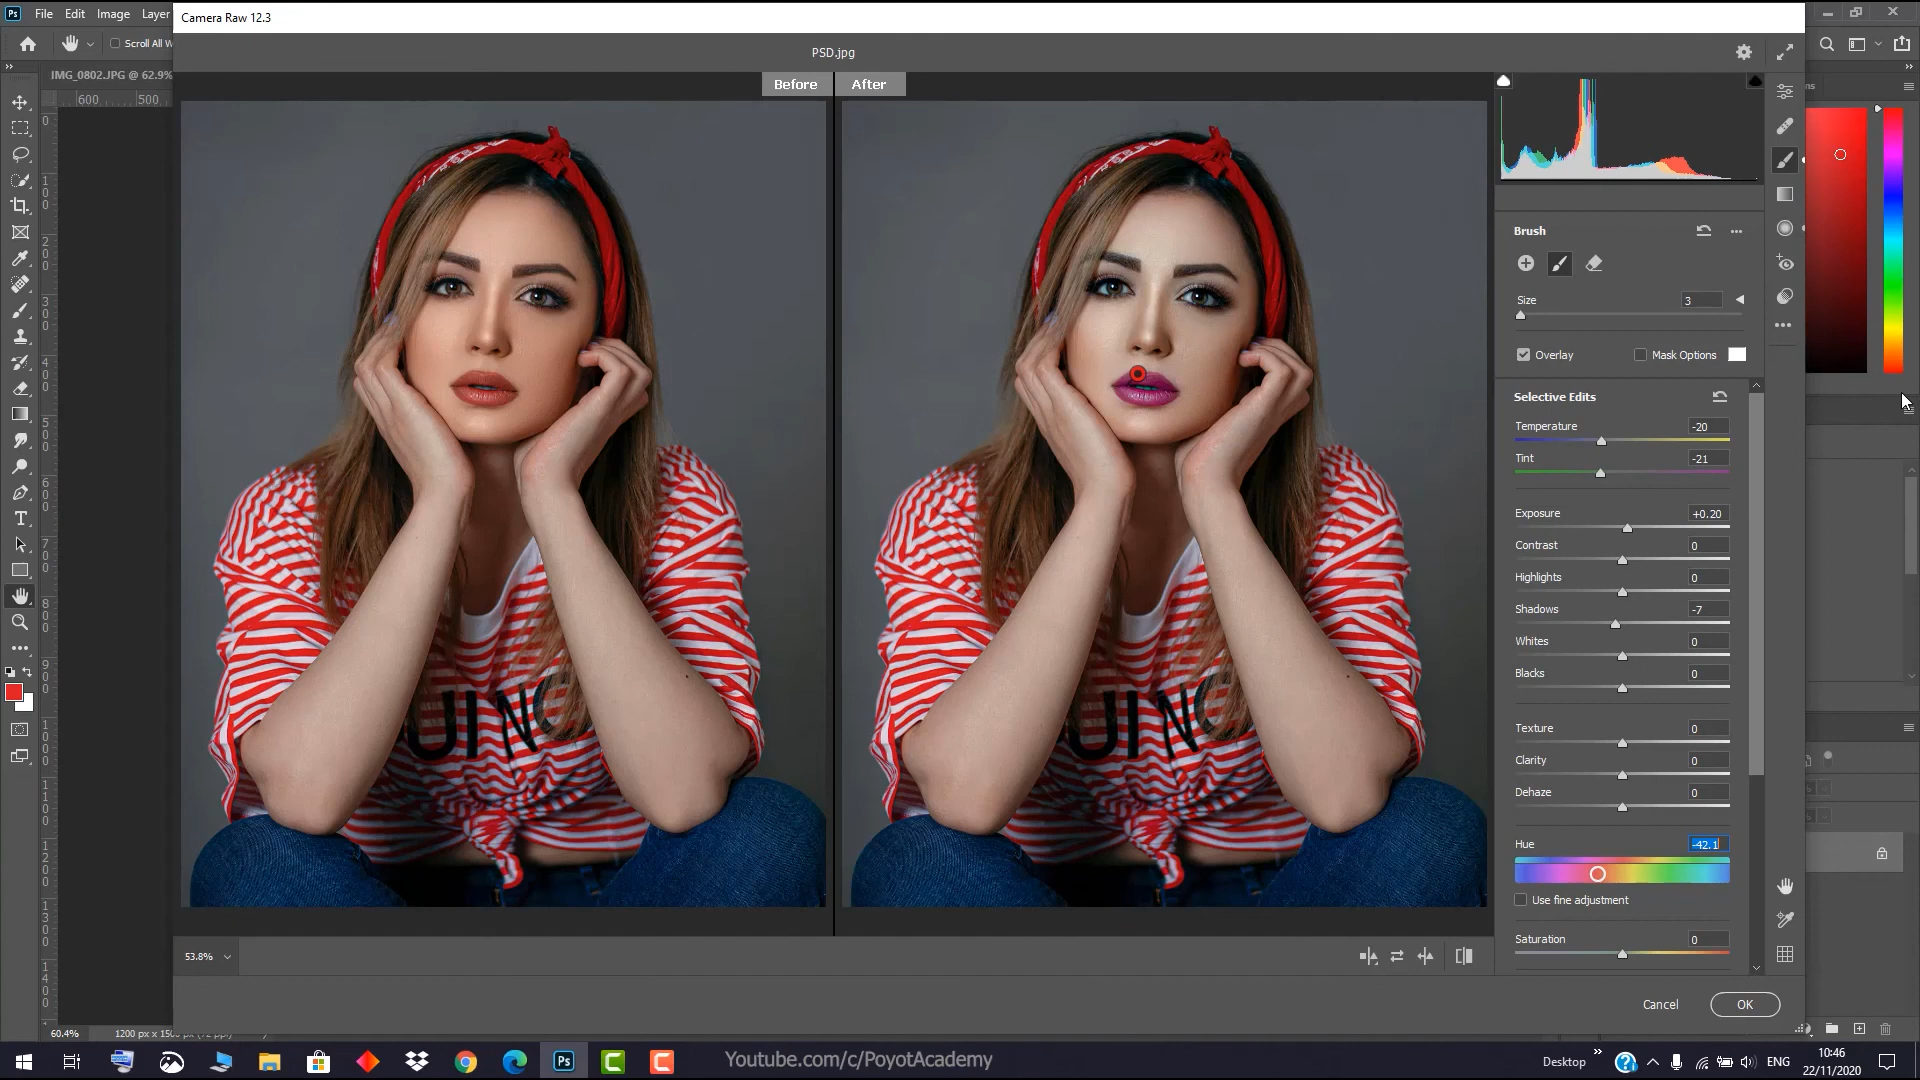 Camera Raw 12.3
Ps File Edit Image Layer
PSD.jpg
Scroll All W
IMG_0802.JPG @ 62.9%
Before After
600 500
Brush
Size 3
Overlay Mask Options
Selective Edits
Temperature -20
Tint -21
Exposure +0.20
Contrast 0
Highlights 0
Shadows -7
Whites 0
Blacks 0
Texture 0
Clarity 0
Dehaze 0
Hue -42.1
Use fine adjustment
Saturation 0
UINO
53.8%
Cancel OK
60.4%
Youtube.com/c/PoyotAcademy
Ps
Desktop
ENG
10:46
22/11/2020